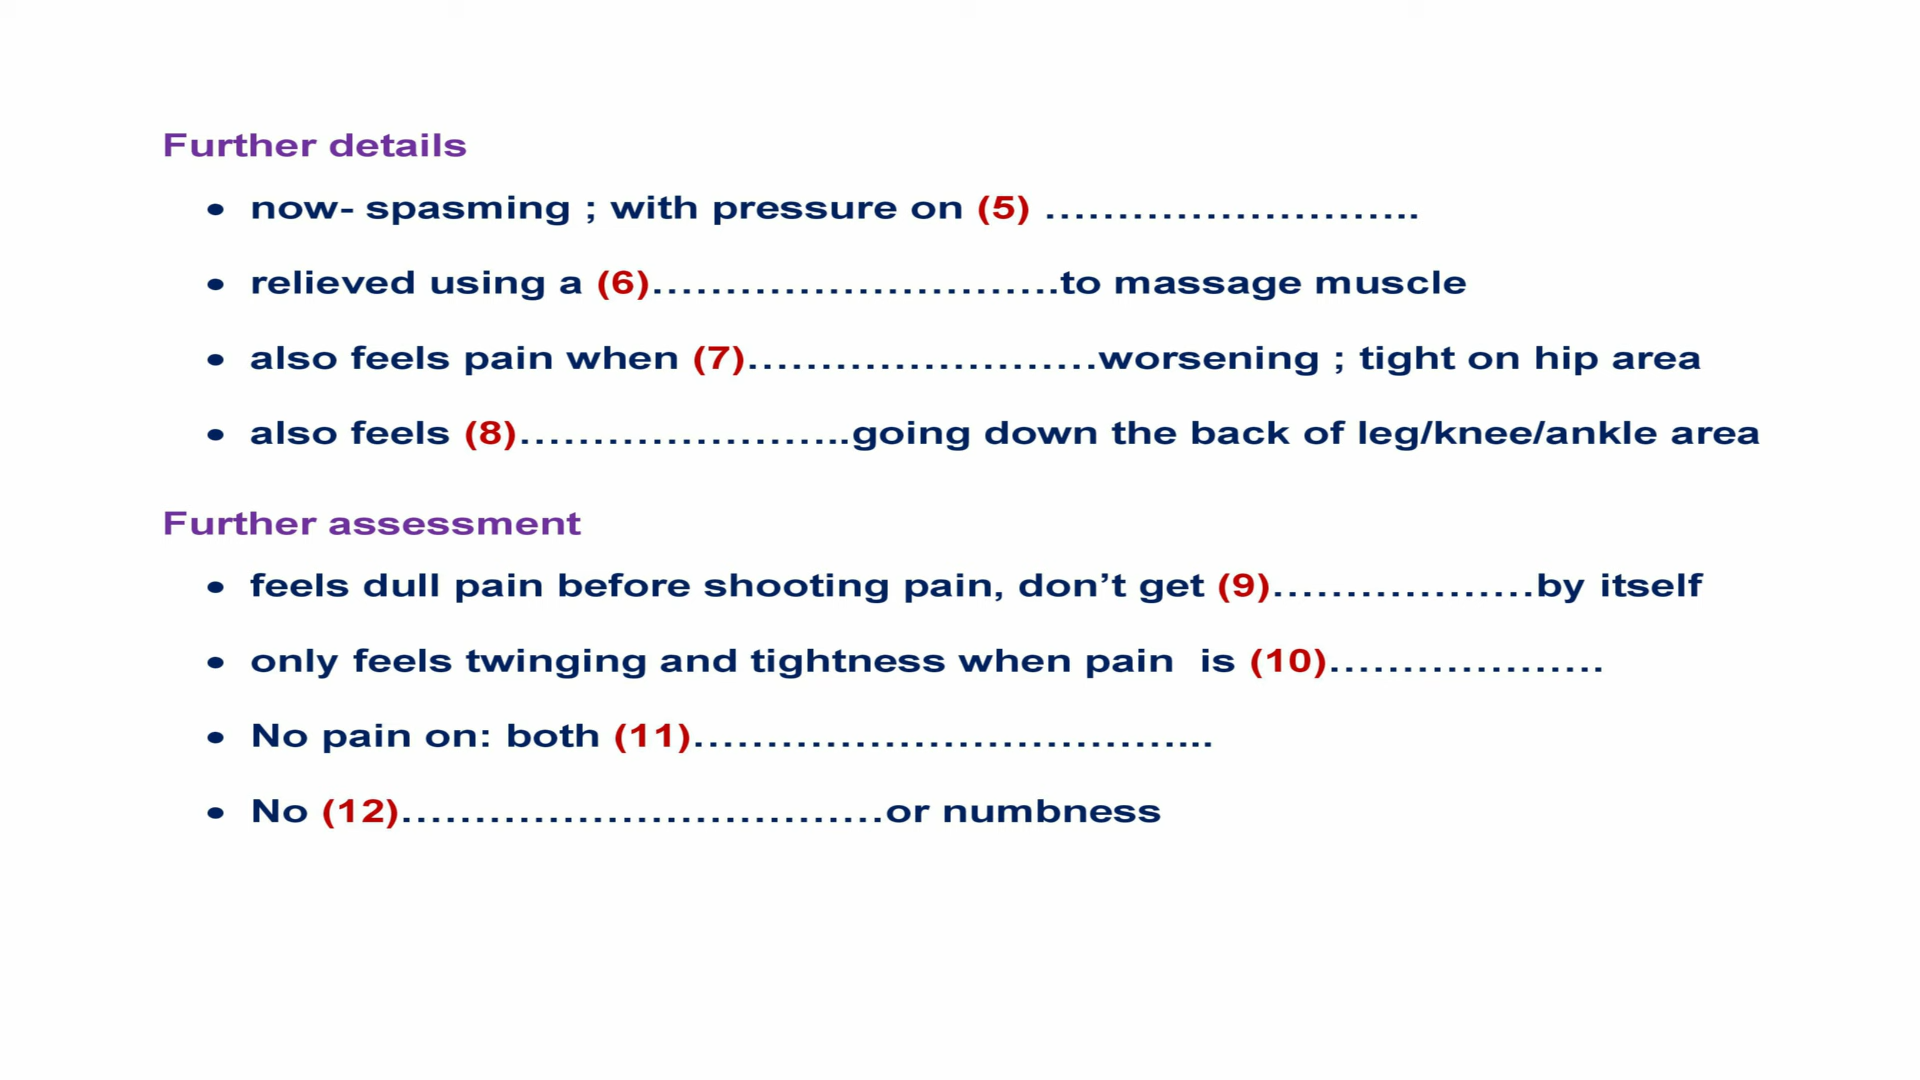 Further details
• now- spasming ; with pressure on (5) ……………………..
• relieved using a (6)……………………….to massage muscle
• also feels pain when (7)……………………worsening ; tight on hip area
• also feels (8)…………………..going down the back of leg/knee/ankle area
Further assessment
• feels dull pain before shooting pain, don’t get (9)………………by itself
• only feels twinging and tightness when pain  is (10)……………….
• No pain on: both (11)……………………………...
• No (12)……………………………or numbness